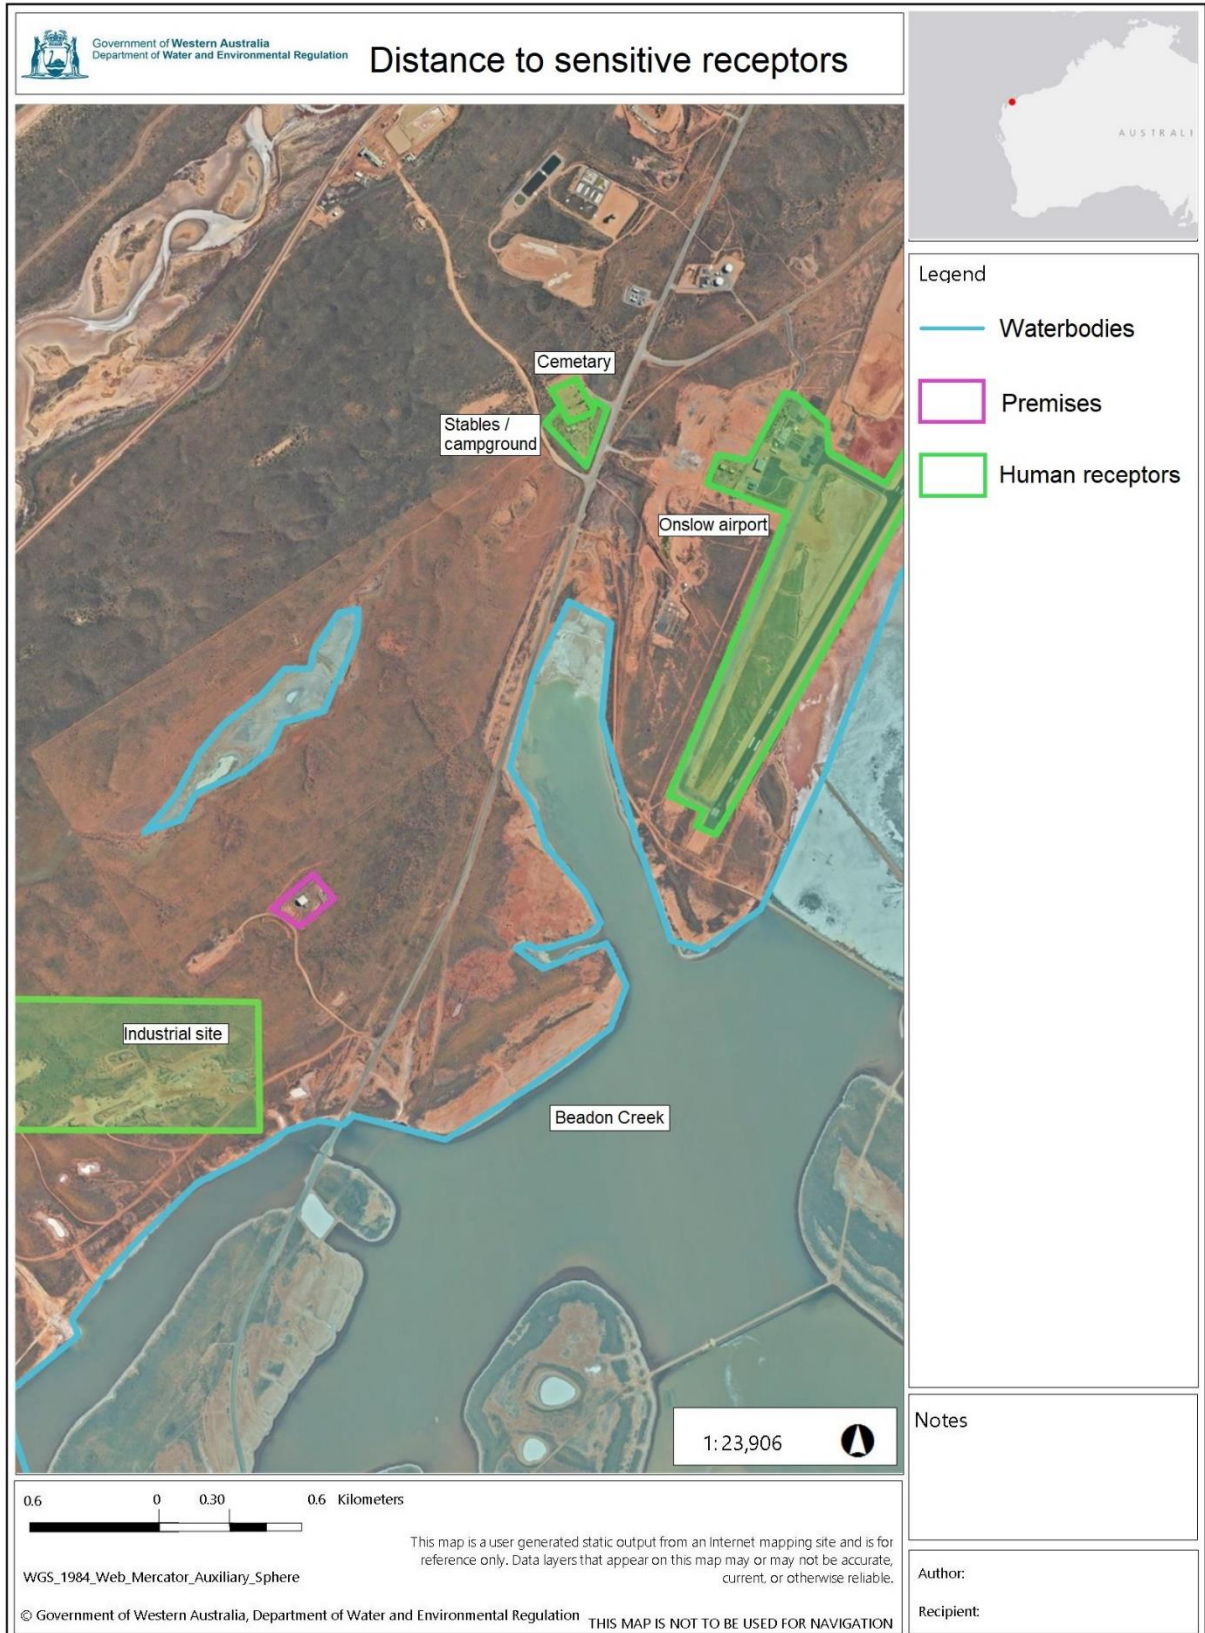 Government of Western Australia
Department of Water and Environmental Regulation
Distance to sensitive receptors
AUSTRALI
Legend
Waterbodies
Premises
Human receptors
Cemetary
Stables /
campground
Onslow airport
Industrial site
Beadon Creek
1: 23,906
Notes
0.6 0 0.30 0.6 Kilometers
This map is a user generated static output from an Internet mapping site and is for
reference only. Data layers that appear on this map may or may not be accurate,
current, or otherwise reliable.
WGS_1984_Web_Mercator_Auxiliary_Sphere
© Government of Western Australia, Department of Water and Environmental Regulation
THIS MAP IS NOT TO BE USED FOR NAVIGATION
Author:
Recipient: